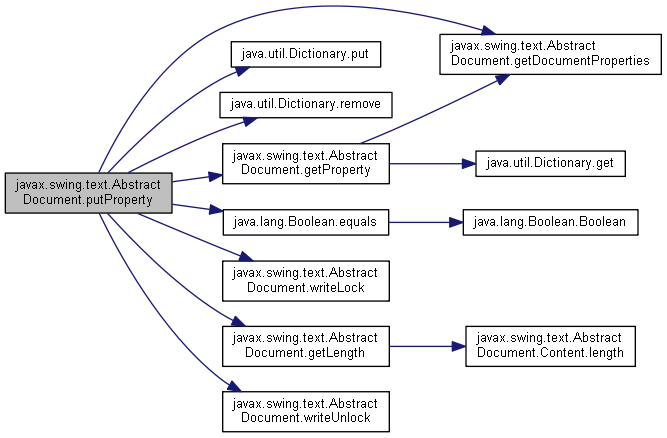 javax.swing.text.Abstract
Document.putProperty
java.util.Dictionary.put
java.util.Dictionary.remove
javax.swing.text.Abstract
Document.getProperty
java.lang.Boolean.equals
javax.swing.text.Abstract
Document.writeLock
javax.swing.text.Abstract
Document.getLength
javax.swing.text.Abstract
Document.writeUnlock
javax.swing.text.Abstract
Document.getDocumentProperties
java.util.Dictionary.get
java.lang.Boolean.Boolean
javax.swing.text.Abstract
Document.Content.length